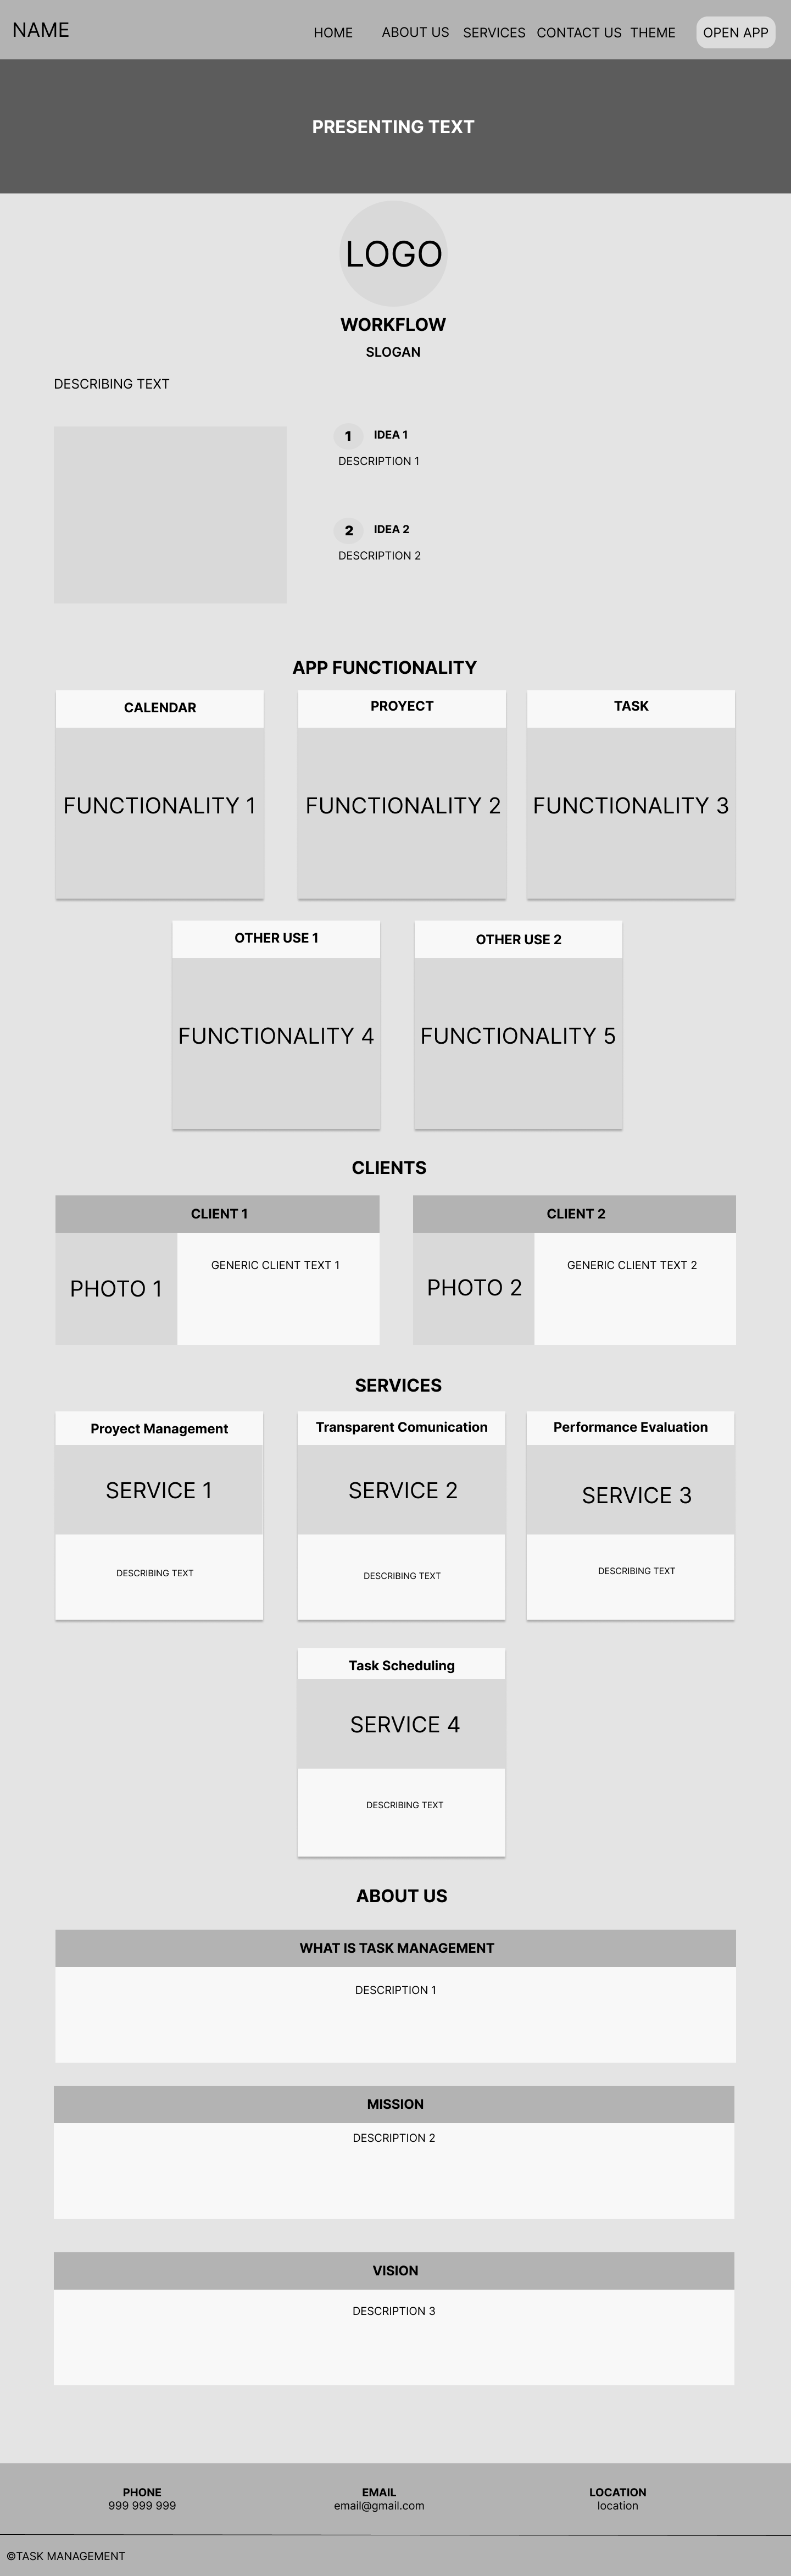 NAME
HOME
ABOUT US
SERVICES
CONTACT US
THEME
OPEN APP
PRESENTING TEXT
LOGO
WORKFLOW
SLOGAN
DESCRIBING TEXT
1 IDEA 1
DESCRIPTION 1
2 IDEA 2
DESCRIPTION 2
APP FUNCTIONALITY
CALENDAR
FUNCTIONALITY 1
PROYECT
FUNCTIONALITY 2
TASK
FUNCTIONALITY 3
OTHER USE 1
FUNCTIONALITY 4
OTHER USE 2
FUNCTIONALITY 5
CLIENTS
CLIENT 1
PHOTO 1
GENERIC CLIENT TEXT 1
CLIENT 2
PHOTO 2
GENERIC CLIENT TEXT 2
SERVICES
Proyect Management
SERVICE 1
DESCRIBING TEXT
Transparent Comunication
SERVICE 2
DESCRIBING TEXT
Performance Evaluation
SERVICE 3
DESCRIBING TEXT
Task Scheduling
SERVICE 4
DESCRIBING TEXT
ABOUT US
WHAT IS TASK MANAGEMENT
DESCRIPTION 1
MISSION
DESCRIPTION 2
VISION
DESCRIPTION 3
PHONE
999 999 999
EMAIL
email@gmail.com
LOCATION
location
©TASK MANAGEMENT